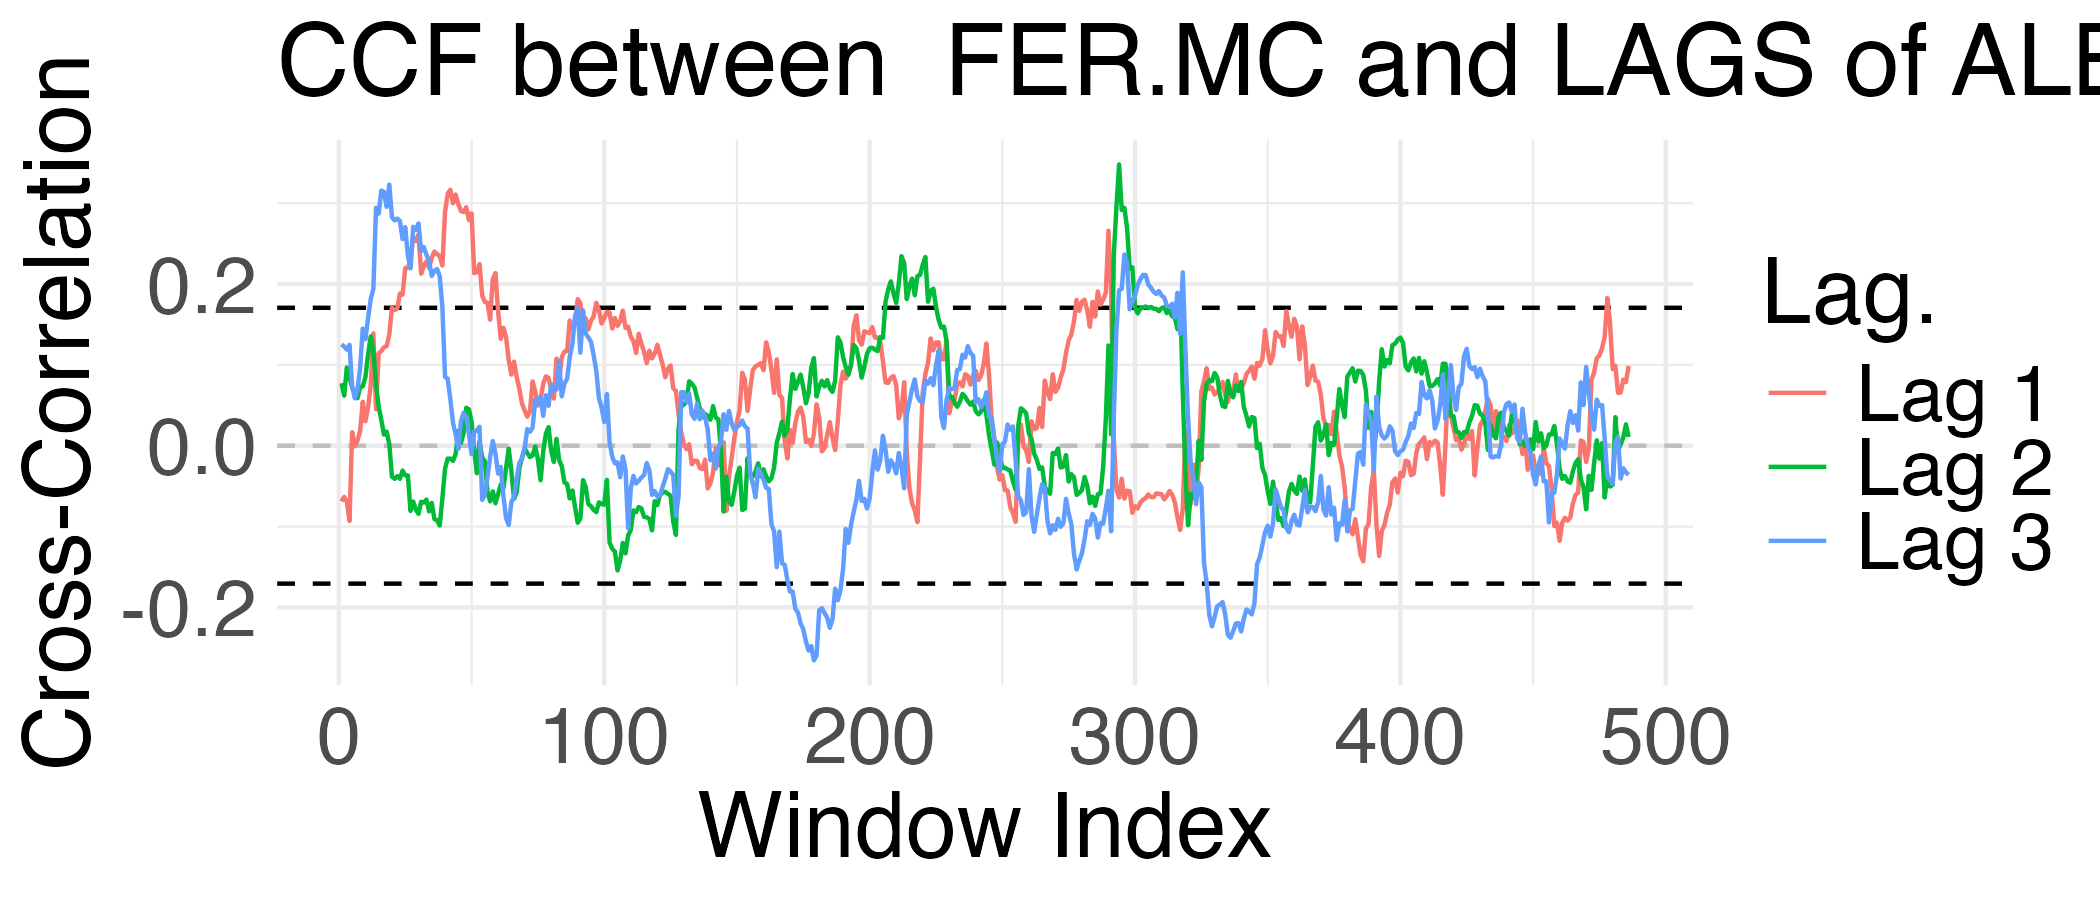 CCF between  FER.MC and LAGS of ALE
Cross-Correlation
0.2
0.0
-0.2
0
100
200
300
400
500
Window Index
Lag.
Lag 1
Lag 2
Lag 3